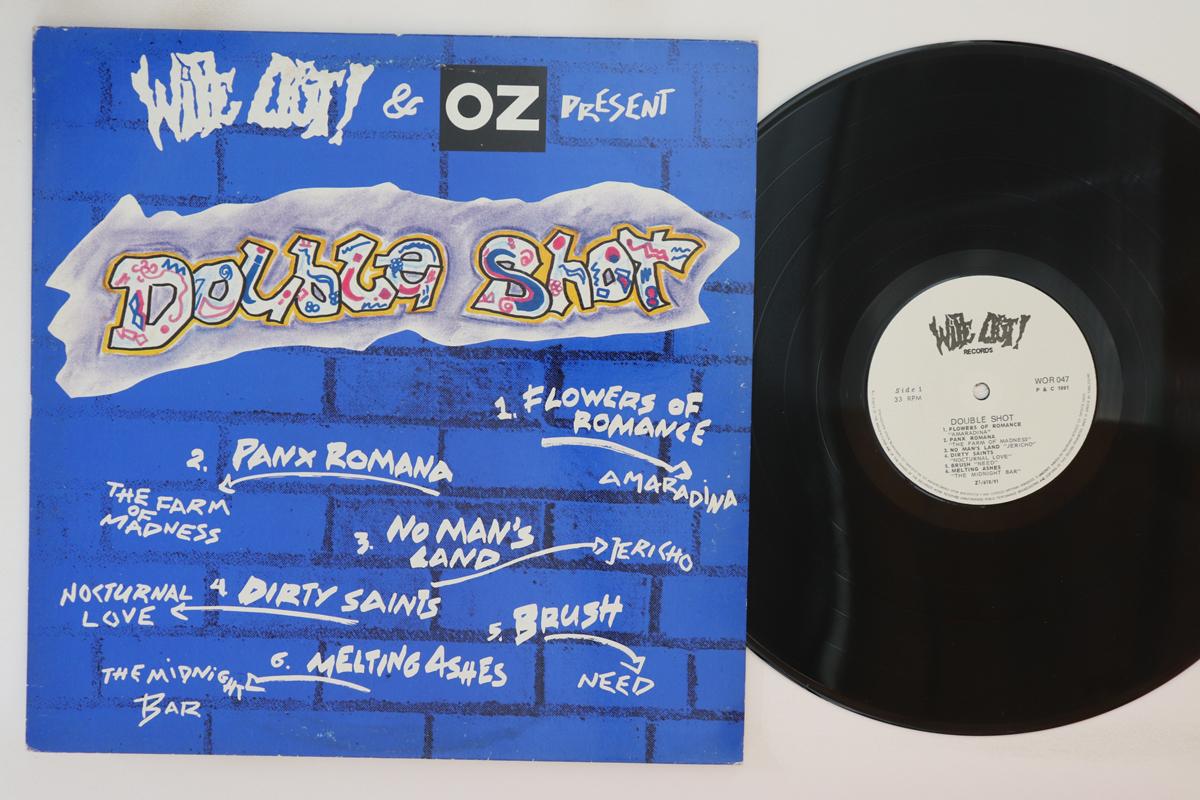 WIPE OUT! & OZ PRESENT
DOUBLE SHOT
1. FLOWERS OF
ROMANCE
AMARADINA
2. PANX ROMANA
THE FARM
OF
MADNESS
3. NO MAN'S
LAND
JERICHO
4. DIRTY SAINTS
NOCTURNAL
LOVE
5. BRUSH
NEED
6. MELTING ASHES
THE MIDNIGHT
BAR
WIPE OUT!
RECORDS
Side 1
33 RPM
WOR 047
P & C 1991
DOUBLE SHOT
1. FLOWERS OF ROMANCE
"AMARADINA"
2. PANX ROMANA
"THE FARM OF MADNESS"
3. NO MAN'S LAND "JERICHO"
4. DIRTY SAINTS
"NOCTURNAL LOVE"
5. BRUSH "NEED"
6. MELTING ASHES
"THE MIDNIGHT BAR"